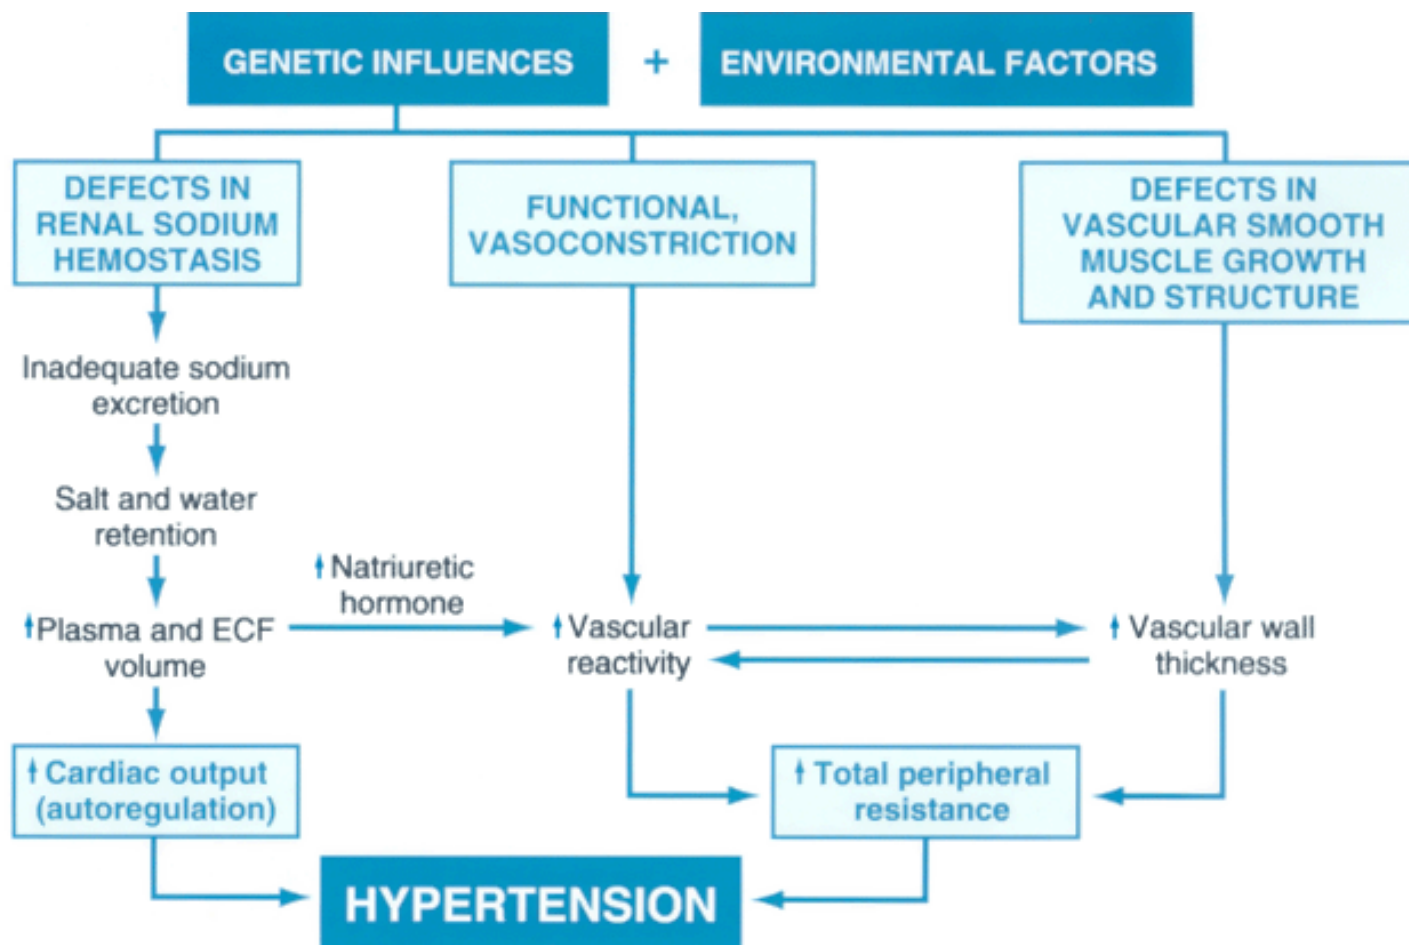 GENETIC INFLUENCES + ENVIRONMENTAL FACTORS
DEFECTS IN
RENAL SODIUM
HEMOSTASIS
FUNCTIONAL,
VASOCONSTRICTION
DEFECTS IN
VASCULAR SMOOTH
MUSCLE GROWTH
AND STRUCTURE
Inadequate sodium
excretion
Salt and water
retention
Natriuretic
hormone
Plasma and ECF
volume
Vascular
reactivity
Vascular wall
thickness
Cardiac output
(autoregulation)
Total peripheral
resistance
HYPERTENSION